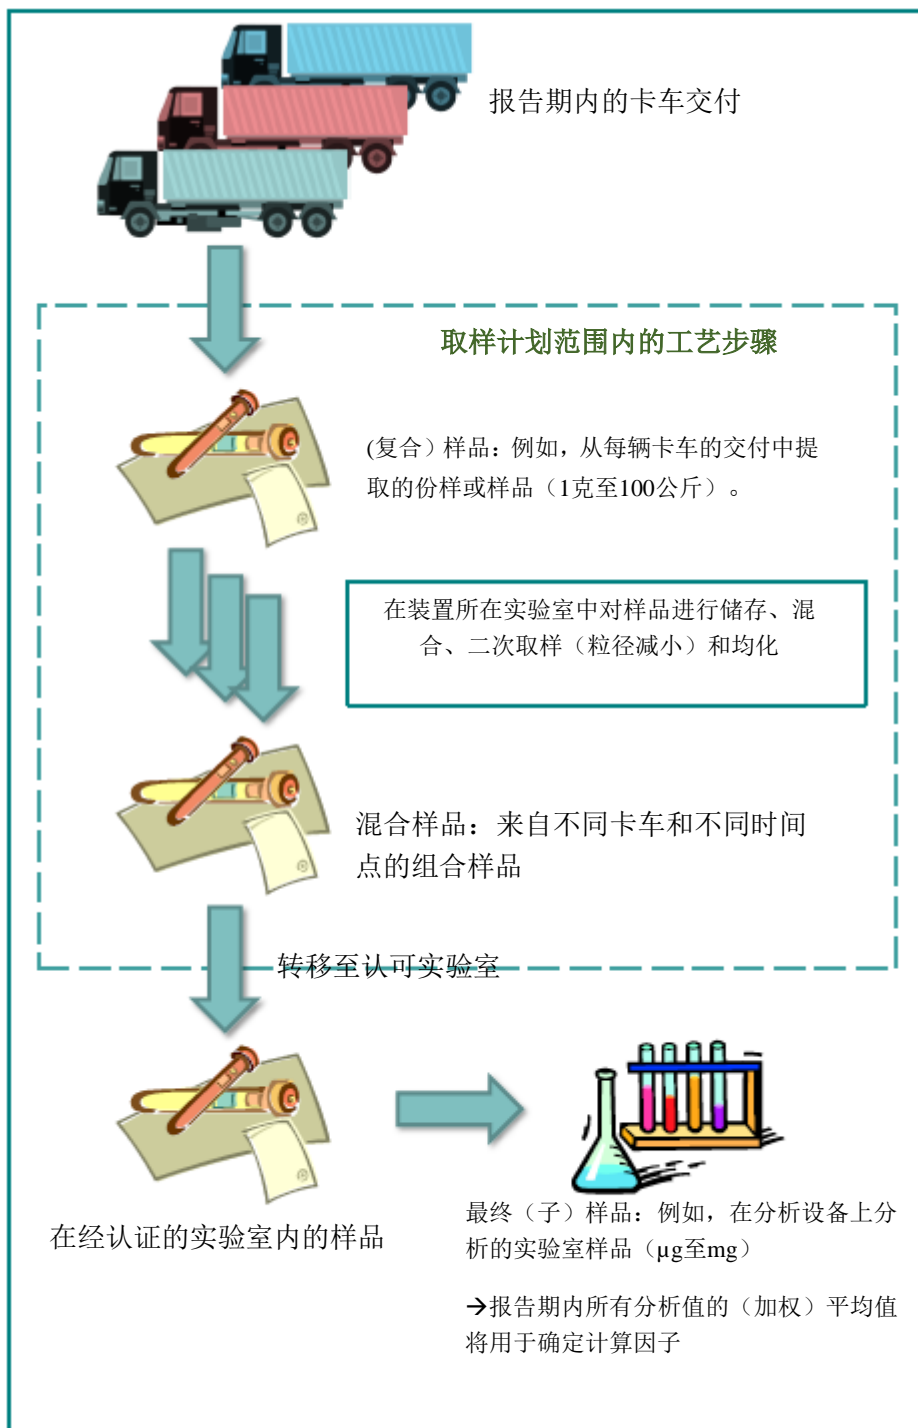 报告期内的卡车交付
取样计划范围内的工艺步骤
(复合）样品：例如，从每辆卡车的交付中提
取的份样或样品（1克至100公斤）。
在装置所在实验室中对样品进行储存、混
合、二次取样（粒径减小）和均化
混合样品：来自不同卡车和不同时间
点的组合样品
转移至认可实验室
在经认证的实验室内的样品
最终（子）样品：例如，在分析设备上分
析的实验室样品（µg至mg）
→报告期内所有分析值的（加权）平均值
将用于确定计算因子